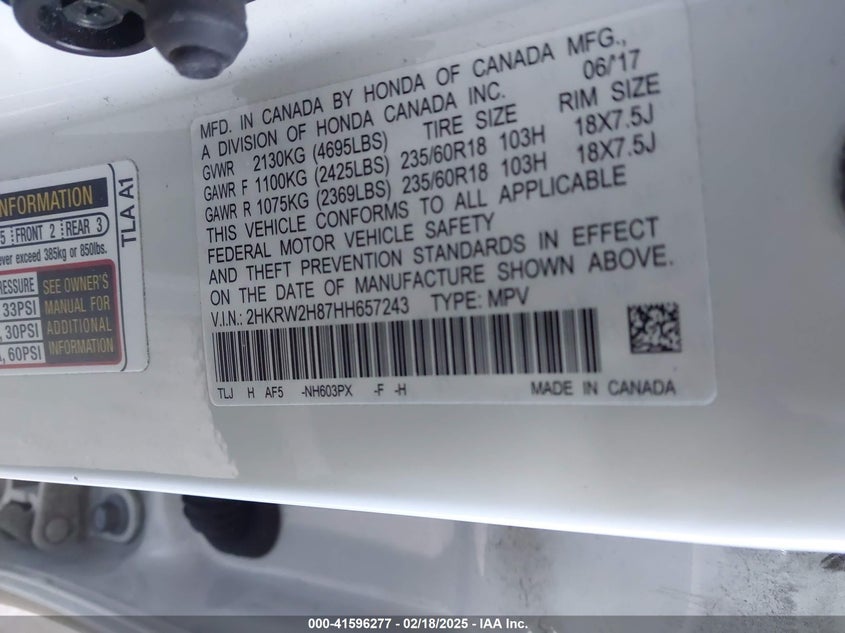 MFD. IN CANADA BY HONDA OF CANADA MFG.,
A DIVISION OF HONDA CANADA INC. 06/'17
GVWR 2130KG (4695LBS) TIRE SIZE RIM SIZE
GAWR F 1100KG (2425LBS) 235/60R18 103H 18X7.5J
GAWR R 1075KG (2369LBS) 235/60R18 103H 18X7.5J
THIS VEHICLE CONFORMS TO ALL APPLICABLE
FEDERAL MOTOR VEHICLE SAFETY
AND THEFT PREVENTION STANDARDS IN EFFECT
ON THE DATE OF MANUFACTURE SHOWN ABOVE.
V.I.N.: 2HKRW2H87HH657243 TYPE: MPV
TLJ H AF5 -NH603PX -F -H MADE IN CANADA
NFORMATION
5 FRONT 2 REAR 3
ever exceed 385kg or 850lbs.
RESSURE SEE OWNER'S
33PSI MANUAL FOR
, 30PSI ADDITIONAL
A, 60PSI INFORMATION
TLA A1
000-41596277 - 02/18/2025 - IAA Inc.